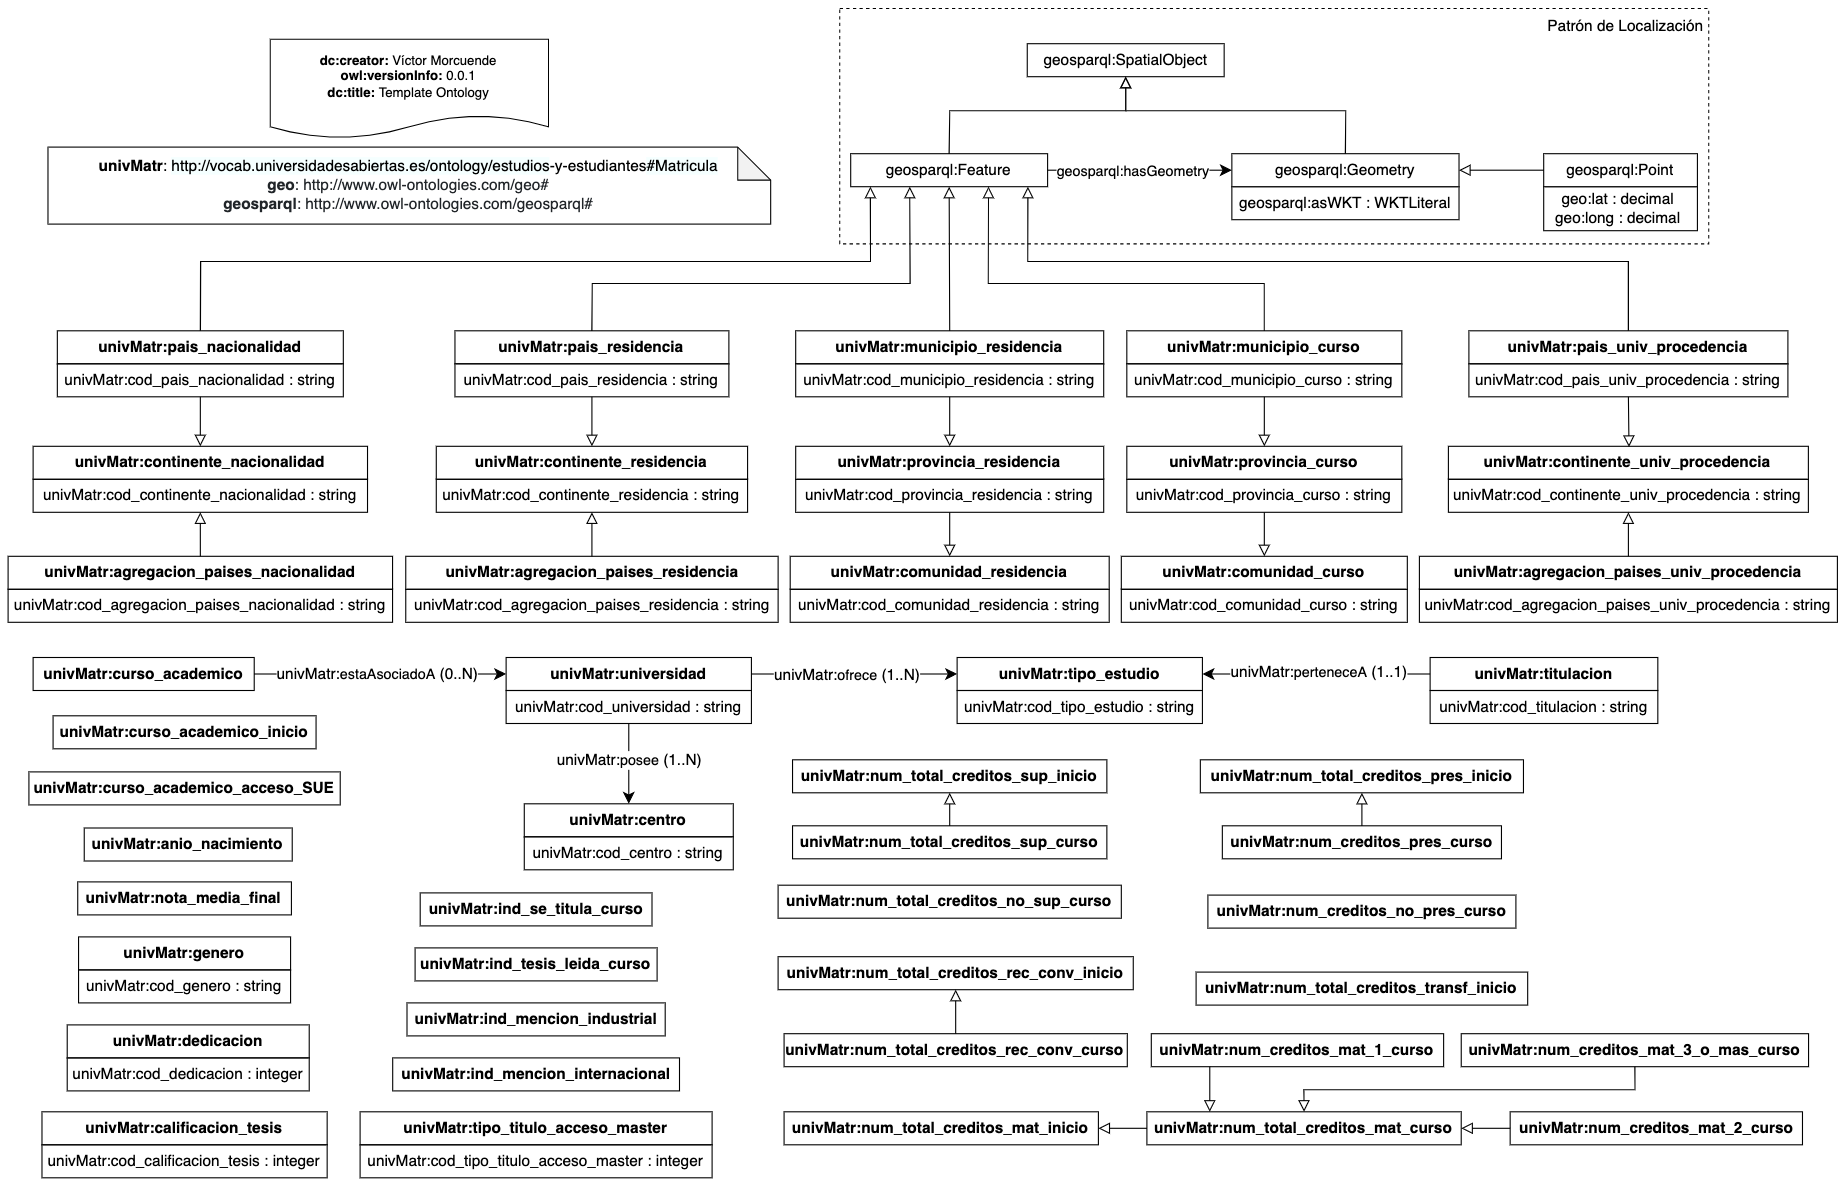 Patrón de Localización
dc:creator: Víctor Morcuende
owl:versionInfo: 0.0.1
dc:title: Template Ontology
geosparql:SpatialObject
univMatr: http://vocab.universidadesabiertas.es/ontology/estudios-y-estudiantes#Matricula
geo: http://www.owl-ontologies.com/geo#
geosparql: http://www.owl-ontologies.com/geosparql#
geosparql:Feature
geosparql:hasGeometry
geosparql:Geometry
geosparql:asWKT : WKTLiteral
geosparql:Point
geo:lat : decimal
geo:long : decimal
univMatr:pais_nacionalidad
univMatr:cod_pais_nacionalidad : string
univMatr:pais_residencia
univMatr:cod_pais_residencia : string
univMatr:municipio_residencia
univMatr:cod_municipio_residencia : string
univMatr:municipio_curso
univMatr:cod_municipio_curso : string
univMatr:pais_univ_procedencia
univMatr:cod_pais_univ_procedencia : string
univMatr:continente_nacionalidad
univMatr:cod_continente_nacionalidad : string
univMatr:continente_residencia
univMatr:cod_continente_residencia : string
univMatr:provincia_residencia
univMatr:cod_provincia_residencia : string
univMatr:provincia_curso
univMatr:cod_provincia_curso : string
univMatr:continente_univ_procedencia
univMatr:cod_continente_univ_procedencia : string
univMatr:agregacion_paises_nacionalidad
univMatr:cod_agregacion_paises_nacionalidad : string
univMatr:agregacion_paises_residencia
univMatr:cod_agregacion_paises_residencia : string
univMatr:comunidad_residencia
univMatr:cod_comunidad_residencia : string
univMatr:comunidad_curso
univMatr:cod_comunidad_curso : string
univMatr:agregacion_paises_univ_procedencia
univMatr:cod_agregacion_paises_univ_procedencia : string
univMatr:curso_academico
univMatr:estaAsociadoA (0..N)
univMatr:universidad
univMatr:cod_universidad : string
univMatr:ofrece (1..N)
univMatr:tipo_estudio
univMatr:cod_tipo_estudio : string
univMatr:perteneceA (1..1)
univMatr:titulacion
univMatr:cod_titulacion : string
univMatr:curso_academico_inicio
univMatr:curso_academico_acceso_SUE
univMatr:anio_nacimiento
univMatr:nota_media_final
univMatr:genero
univMatr:cod_genero : string
univMatr:dedicacion
univMatr:cod_dedicacion : integer
univMatr:calificacion_tesis
univMatr:cod_calificacion_tesis : integer
univMatr:posee (1..N)
univMatr:centro
univMatr:cod_centro : string
univMatr:ind_se_titula_curso
univMatr:ind_tesis_leida_curso
univMatr:ind_mencion_industrial
univMatr:ind_mencion_internacional
univMatr:tipo_titulo_acceso_master
univMatr:cod_tipo_titulo_acceso_master : integer
univMatr:num_total_creditos_sup_inicio
univMatr:num_total_creditos_sup_curso
univMatr:num_total_creditos_no_sup_curso
univMatr:num_total_creditos_rec_conv_inicio
univMatr:num_total_creditos_rec_conv_curso
univMatr:num_total_creditos_mat_inicio
univMatr:num_total_creditos_pres_inicio
univMatr:num_creditos_pres_curso
univMatr:num_creditos_no_pres_curso
univMatr:num_total_creditos_transf_inicio
univMatr:num_creditos_mat_1_curso
univMatr:num_creditos_mat_3_o_mas_curso
univMatr:num_total_creditos_mat_curso
univMatr:num_creditos_mat_2_curso